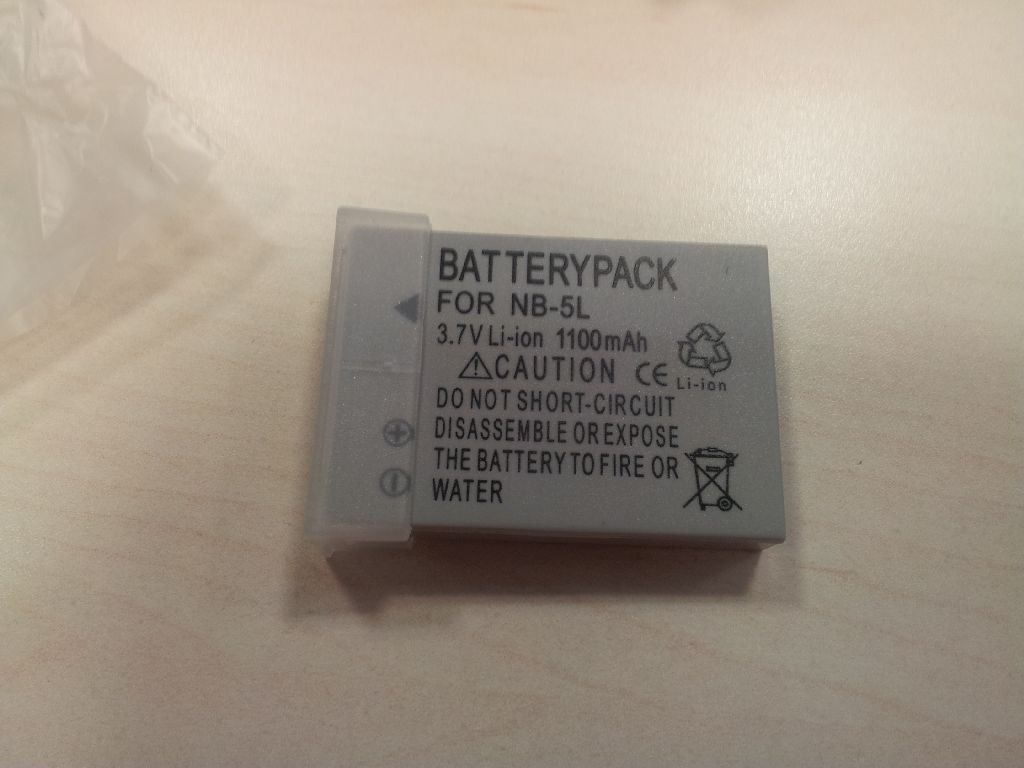 BATTERYPACK
FOR NB-5L
3.7V Li-ion 1100mAh
CAUTION CE
Li-ion
DO NOT SHORT-CIRCUIT
DISASSEMBLE OR EXPOSE
THE BATTERY TO FIRE OR
WATER